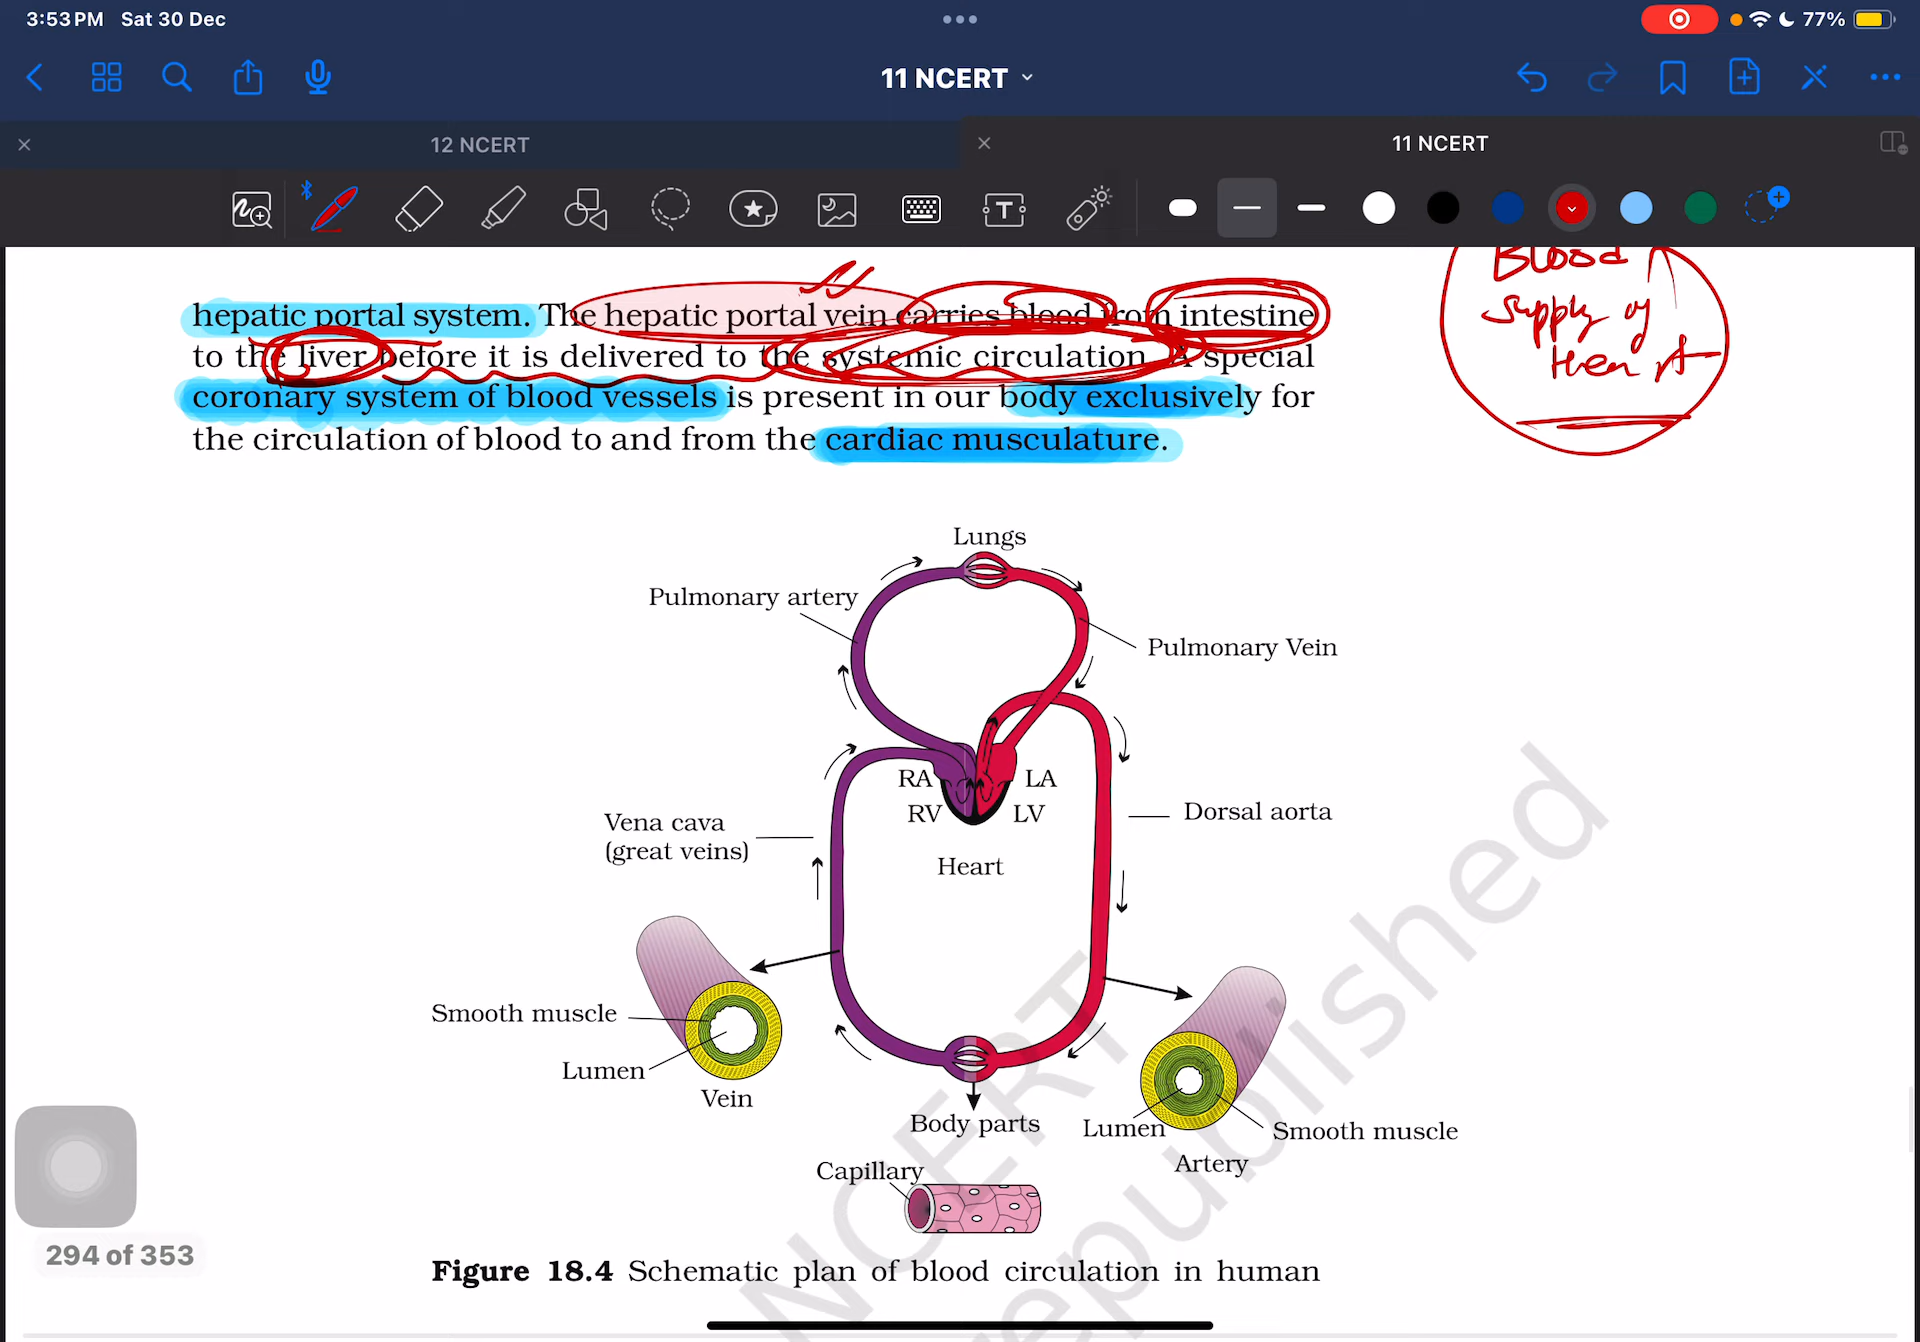 3:53 PM Sat 30 Dec
77%
11 NCERT
12 NCERT
11 NCERT
Blood
supply of
hepatic portal system. The hepatic portal vein carries blood from intestine
to the liver before it is delivered to the systemic circulation. A special
coronary system of blood vessels is present in our body exclusively for
the circulation of blood to and from the cardiac musculature.
Lungs
Pulmonary artery
Pulmonary Vein
RA
LA
RV
LV
Vena cava
(great veins)
Dorsal aorta
Heart
Smooth muscle
Lumen
Vein
Body parts
Lumen
Smooth muscle
Artery
Capillary
294 of 353
Figure 18.4 Schematic plan of blood circulation in human
NCERT
republished